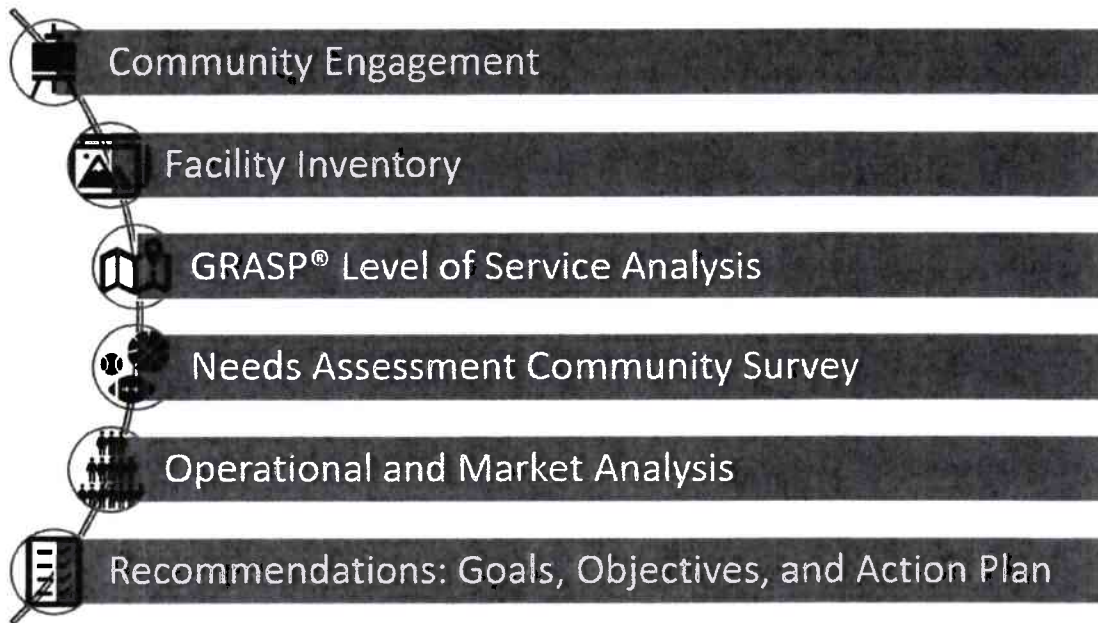 Community Engagement
Facility Inventory
GRASP® Level of Service Analysis
Needs Assessment Community Survey
Operational and Market Analysis
Recommendations: Goals, Objectives, and Action Plan